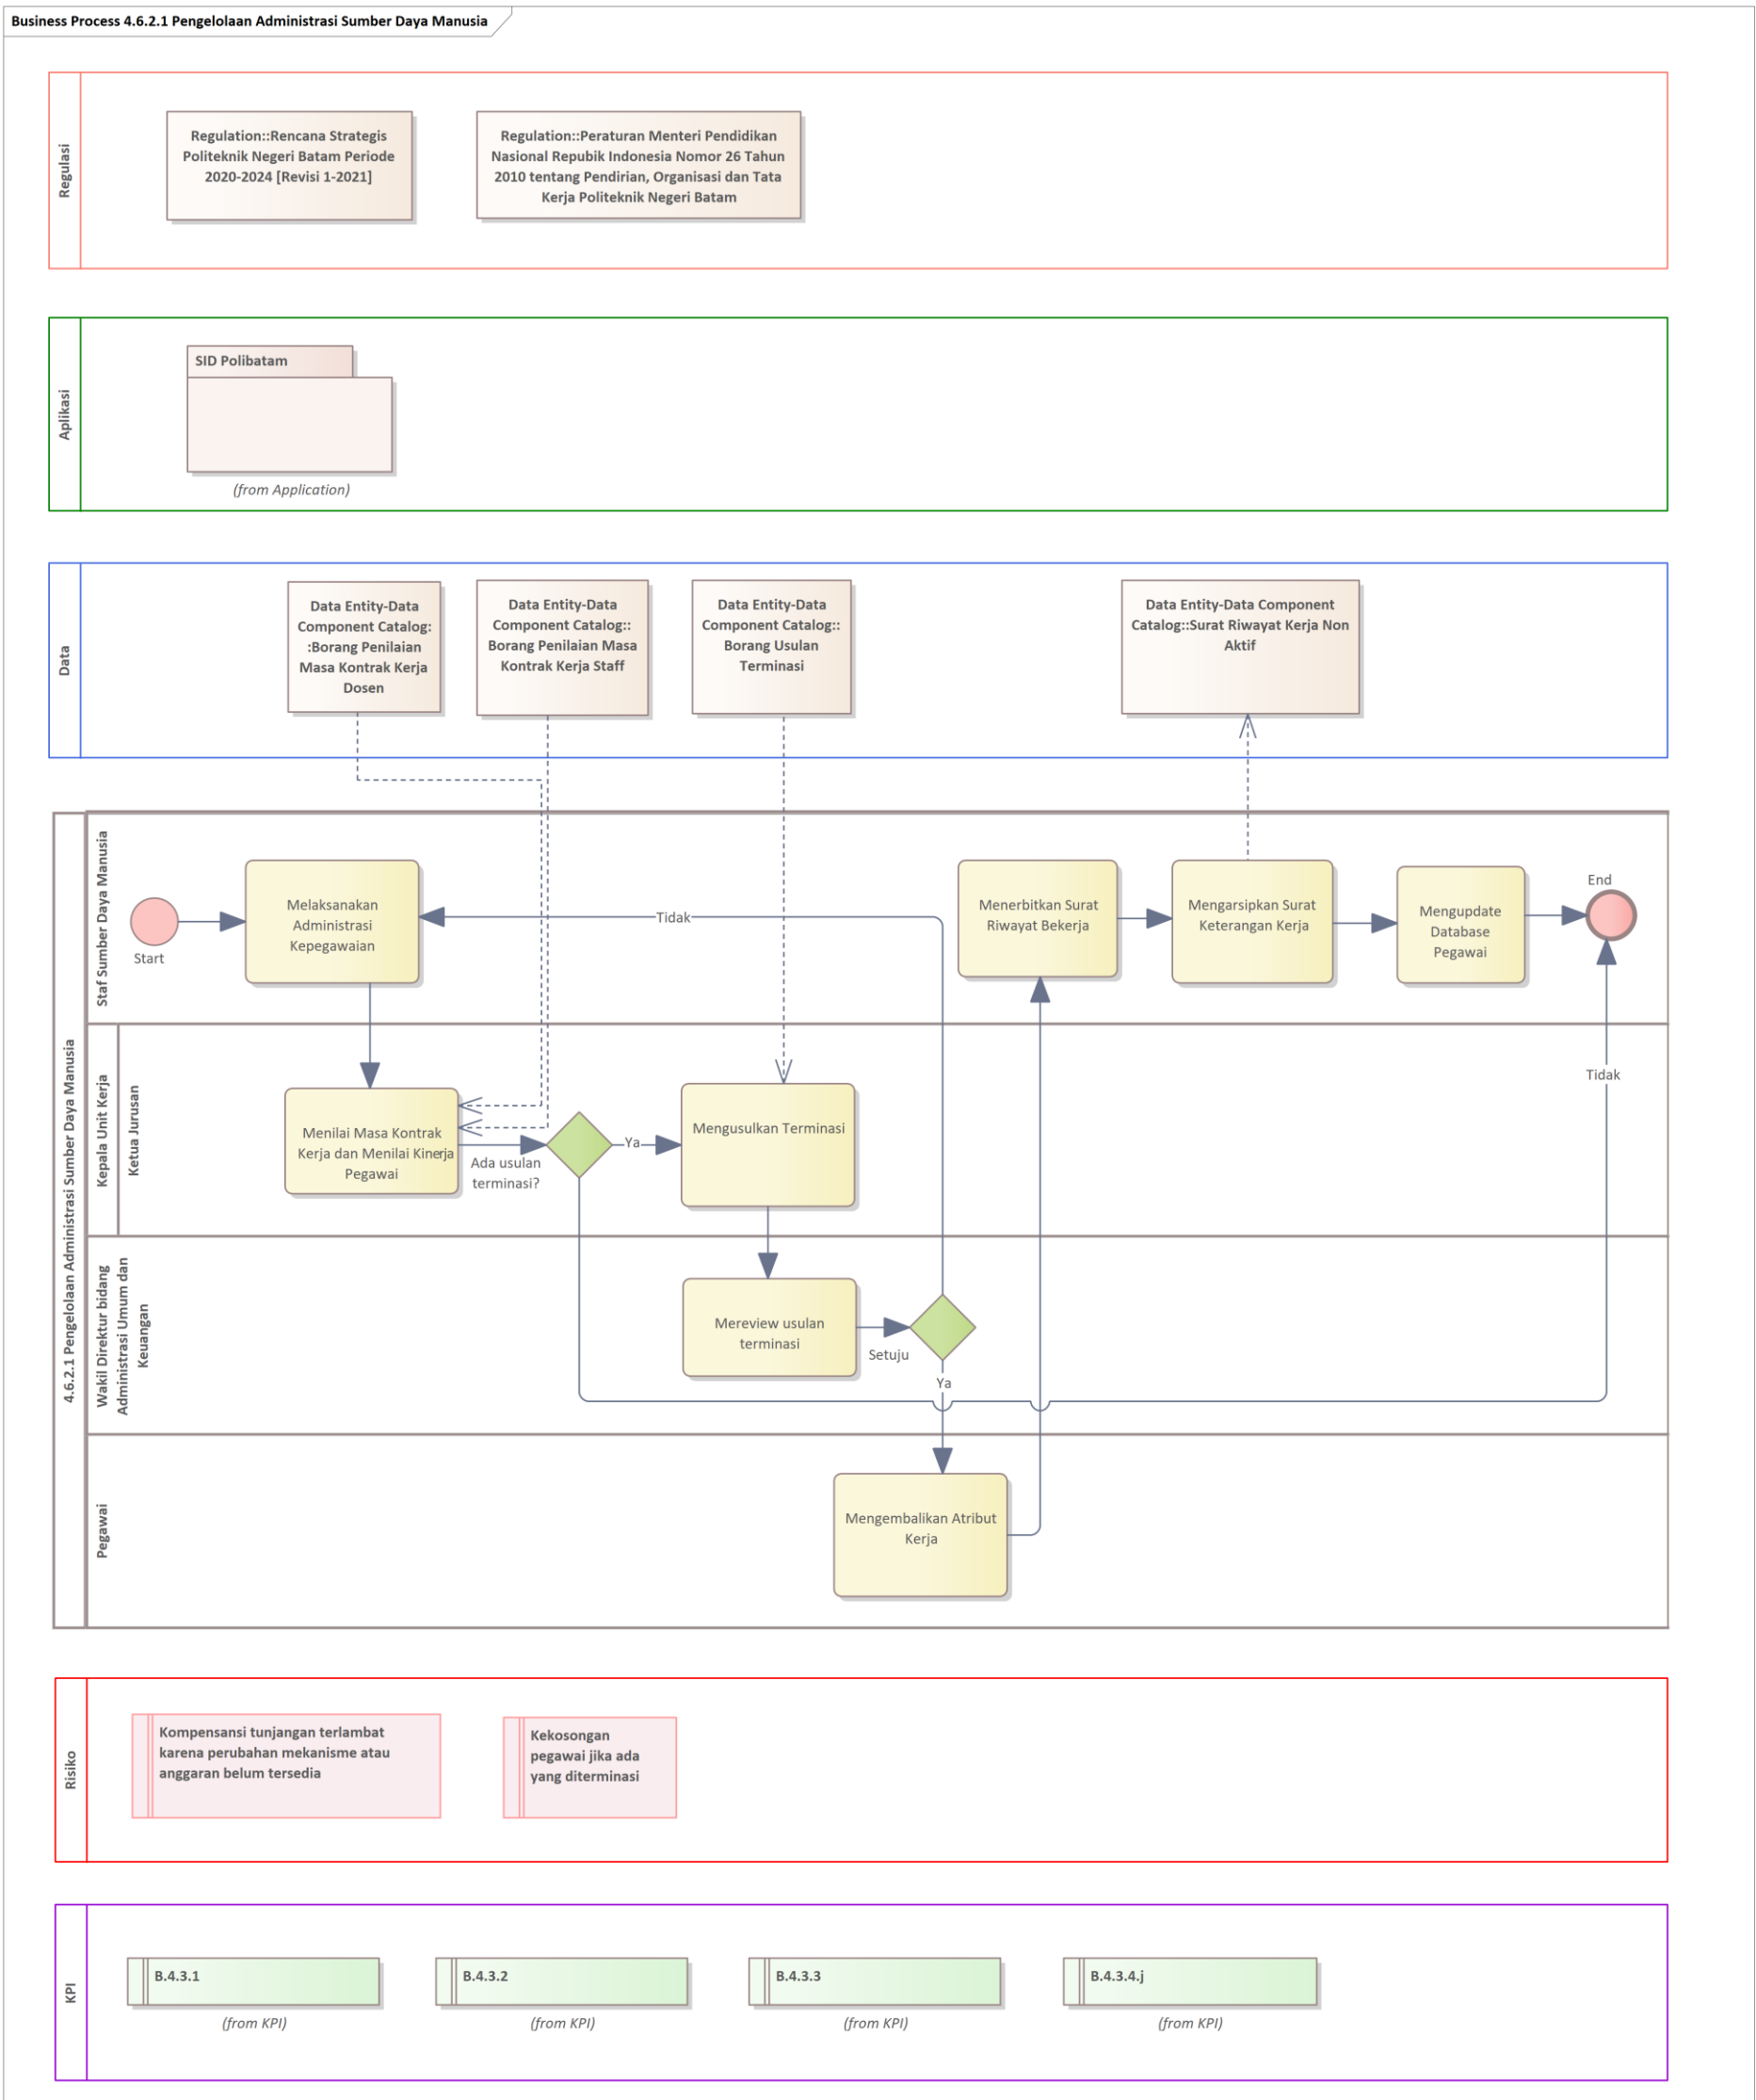 Business Process 4.6.2.1 Pengelolaan Administrasi Sumber Daya Manusia
Regulasi
Regulation::Rencana Strategis
Politeknik Negeri Batam Periode
2020-2024 [Revisi 1-2021]
Regulation::Peraturan Menteri Pendidikan
Nasional Repubik Indonesia Nomor 26 Tahun
2010 tentang Pendirian, Organisasi dan Tata
Kerja Politeknik Negeri Batam
Aplikasi
SID Polibatam
(from Application)
Data
Data Entity-Data
Component Catalog:
:Borang Penilaian
Masa Kontrak Kerja
Dosen
Data Entity-Data
Component Catalog::
Borang Penilaian Masa
Kontrak Kerja Staff
Data Entity-Data
Component Catalog::
Borang Usulan
Terminasi
Data Entity-Data Component
Catalog::Surat Riwayat Kerja Non
Aktif
4.6.2.1 Pengelolaan Administrasi Sumber Daya Manusia
Staf Sumber Daya Manusia
Start
Melaksanakan
Administrasi
Kepegawaian
Tidak
Menerbitkan Surat
Riwayat Bekerja
Mengarsipkan Surat
Keterangan Kerja
Mengupdate
Database
Pegawai
End
Kepala Unit Kerja
Ketua Jurusan
Menilai Masa Kontrak
Kerja dan Menilai Kinerja
Pegawai
Ada usulan
terminasi?
Ya
Mengusulkan Terminasi
Tidak
Wakil Direktur bidang
Administrasi Umum dan
Keuangan
Mereview usulan
terminasi
Setuju
Ya
Pegawai
Mengembalikan Atribut
Kerja
Risiko
Kompensansi tunjangan terlambat
karena perubahan mekanisme atau
anggaran belum tersedia
Kekosongan
pegawai jika ada
yang diterminasi
KPI
B.4.3.1
(from KPI)
B.4.3.2
(from KPI)
B.4.3.3
(from KPI)
B.4.3.4.j
(from KPI)